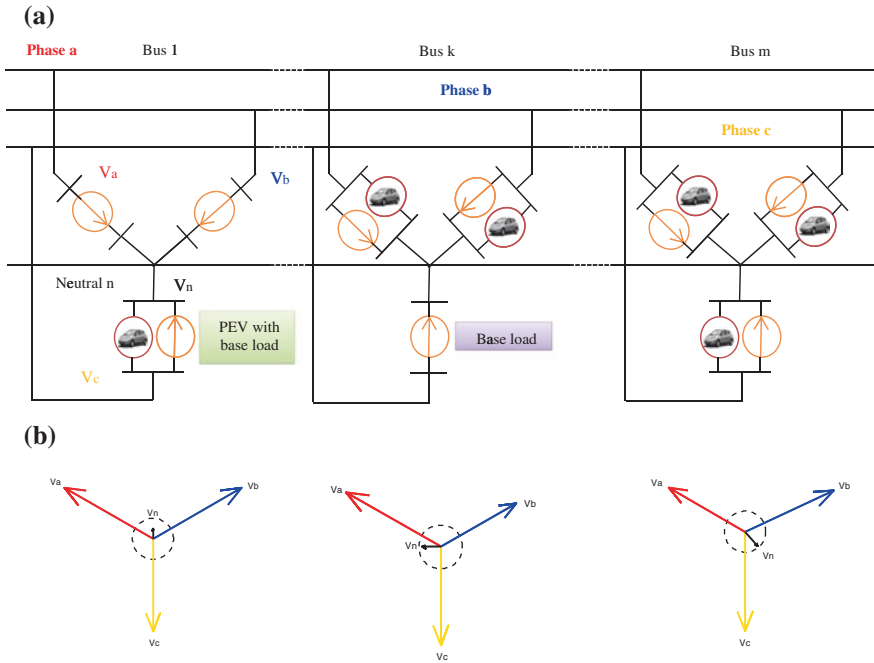 (a)
Phase a
Bus 1
Bus k
Bus m
Phase b
Phase c
Va
Vb
Neutral n
Vn
PEV with
base load
Base load
Vc
(b)
Va
Vb
Vn
Vc
Va
Vb
Vn
Vc
Va
Vb
Vn
Vc